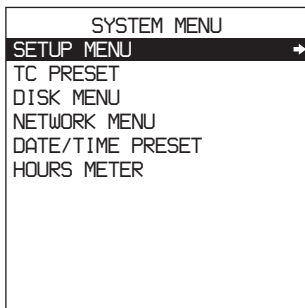 SYSTEM MENU
SETUP MENU
TC PRESET
DISK MENU
NETWORK MENU
DATE/TIME PRESET
HOURS METER